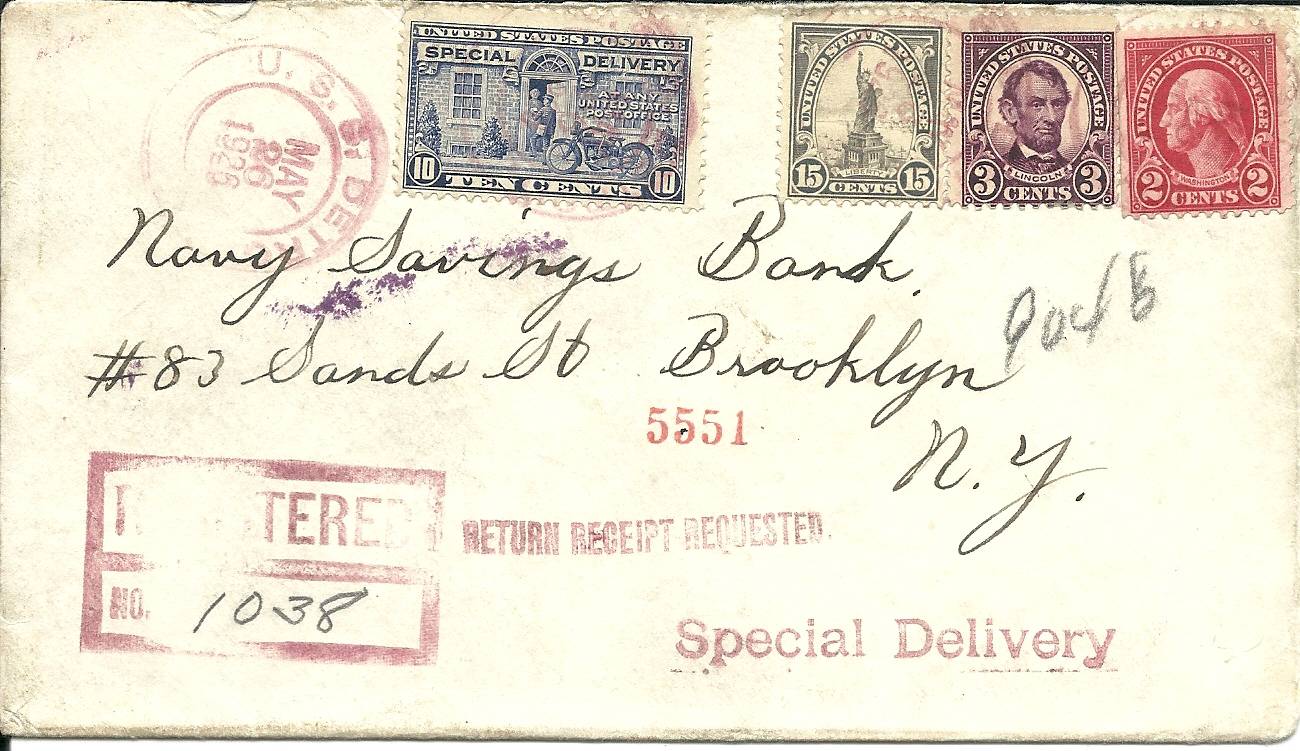 U. S. S. DETR
MAY
26
1926
UNITED STATES POSTAGE
SPECIAL DELIVERY
AT ANY
UNITED STATES
POST OFFICE
10 TEN CENTS 10
UNITED STATES POSTAGE
LIBERTY
15 CENTS 15
UNITED STATES POSTAGE
LINCOLN
3 CENTS 3
UNITED STATES POSTAGE
WASHINGTON
2 CENTS 2
Navy Savings Bank.
#83 Sands St Brooklyn
N. Y.
5551
TERED
NO. 1038
RETURN RECEIPT REQUESTED.
Special Delivery